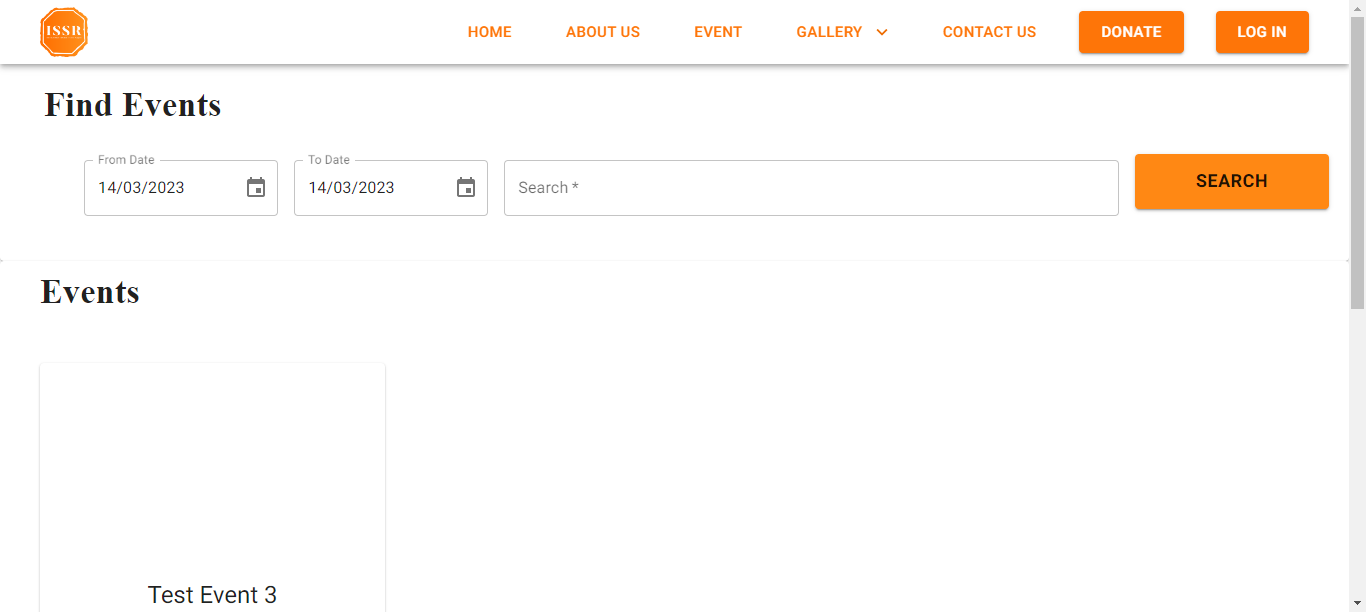 ISSR
HOME ABOUT US EVENT GALLERY CONTACT US DONATE LOG IN
Find Events
From Date To Date
14/03/2023 14/03/2023 Search * SEARCH
Events
Test Event 3